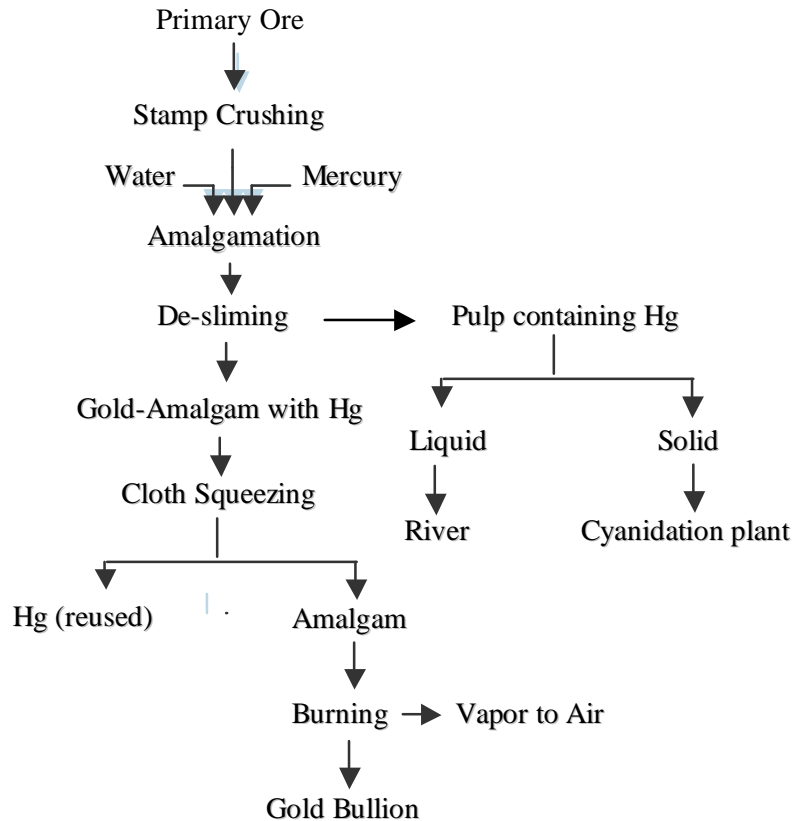 Primary Ore
Stamp Crushing
Water
Mercury
Amalgamation
De-sliming
Pulp containing Hg
Gold-Amalgam with Hg
Liquid
Solid
Cloth Squeezing
River
Cyanidation plant
Hg (reused)
Amalgam
Burning
Vapor to Air
Gold Bullion